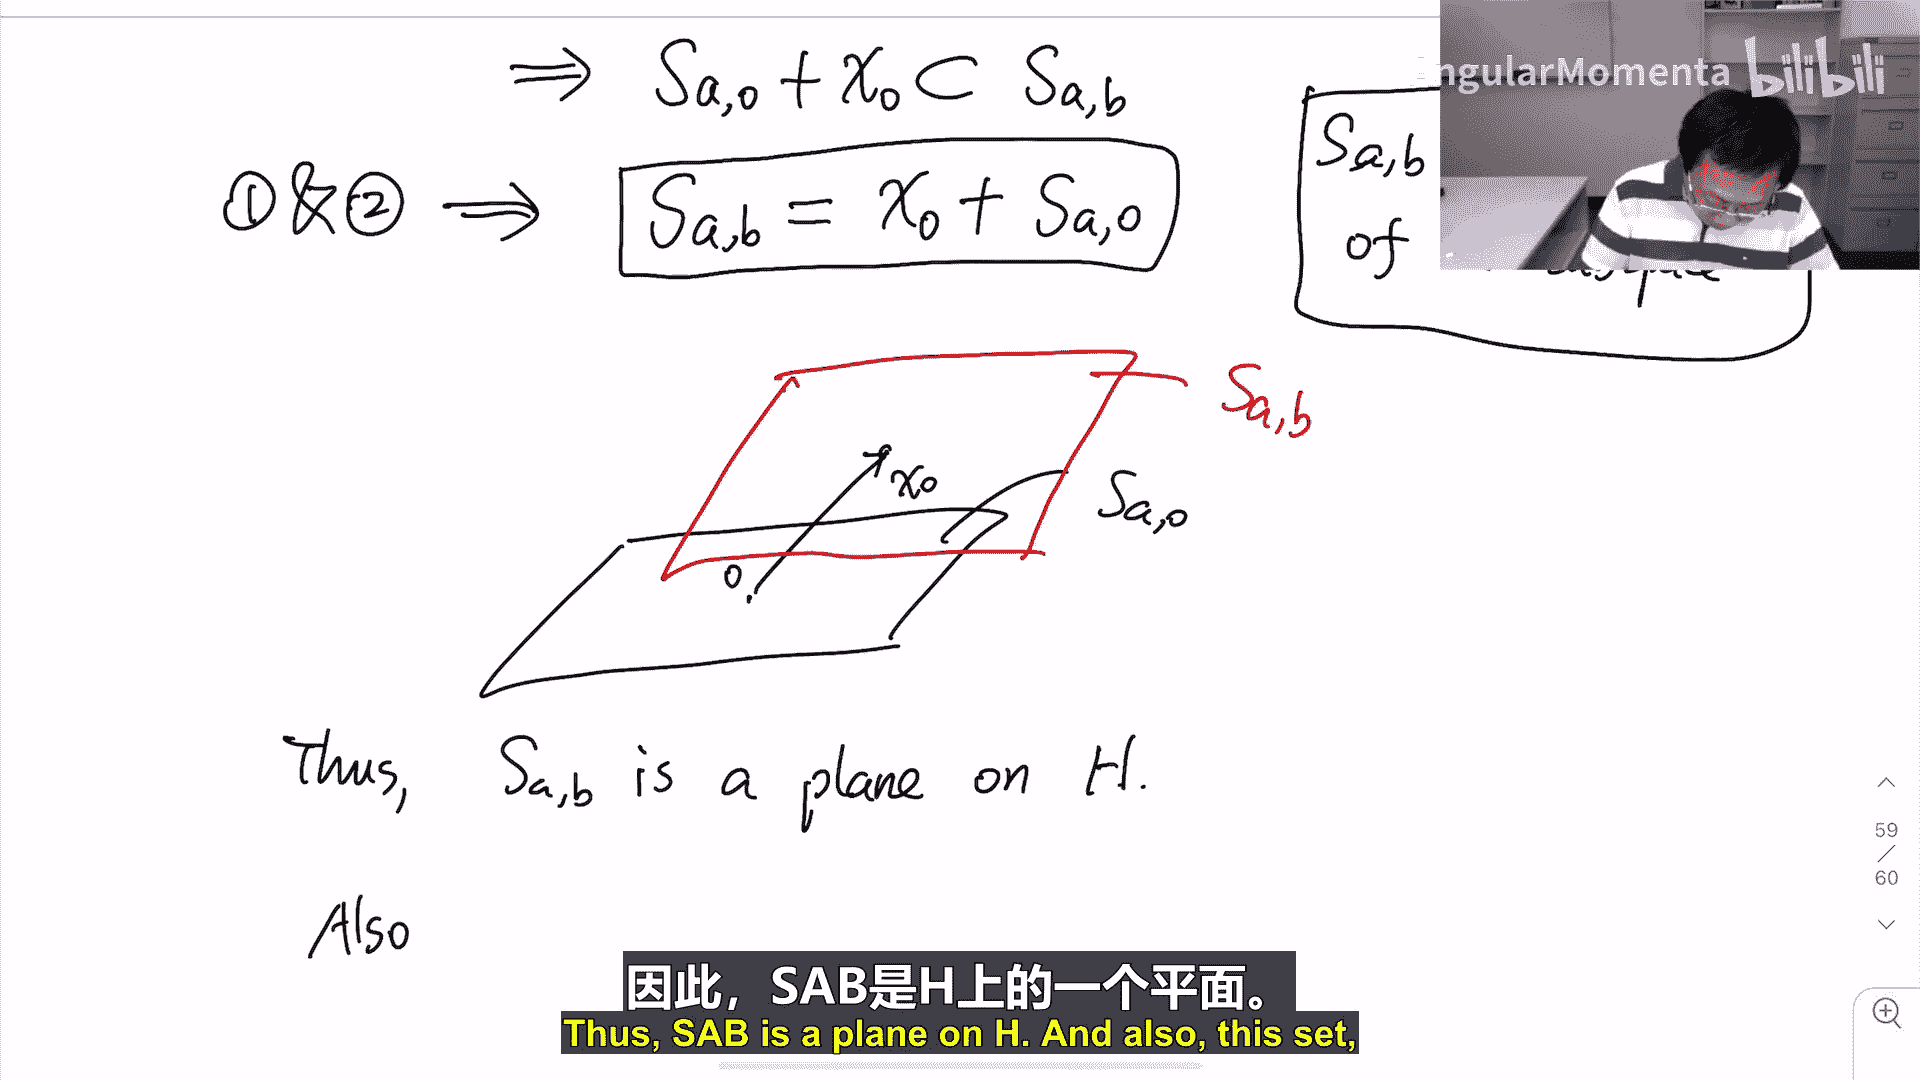 ⇒ Sa,0 + x0 ⊂ Sa,b
ngularMomenta bilibili
①&② ⇒ Sa,b = x0 + Sa,0
Sa,b
of
Sa,b
x0
Sa,0
0
Thus, Sa,b is a plane on H.
59
/
60
Also
因此，SAB是H上的一个平面。
Thus, SAB is a plane on H. And also, this set,